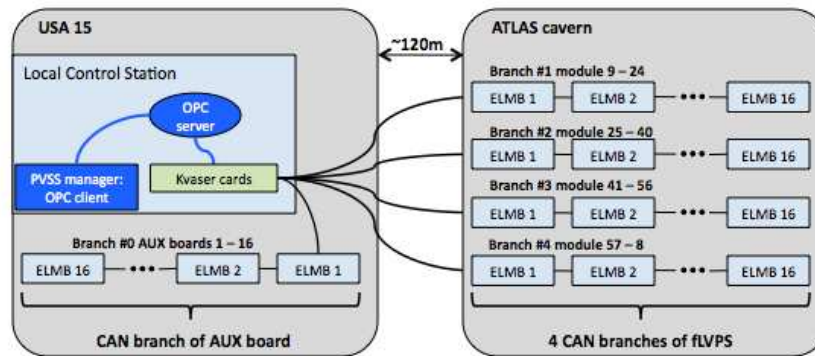 USA 15
ATLAS cavern
~120m
Local Control Station
OPC
server
PVSS manager:
OPC client
Kvaser cards
Branch #0 AUX boards 1 – 16
ELMB 16 ••• ELMB 2 ELMB 1
CAN branch of AUX board
Branch #1 module 9 – 24
ELMB 1 ELMB 2 ••• ELMB 16
Branch #2 module 25 - 40
ELMB 1 ELMB 2 ••• ELMB 16
Branch #3 module 41 – 56
ELMB 1 ELMB 2 ••• ELMB 16
Branch #4 module 57 – 8
ELMB 1 ELMB 2 ••• ELMB 16
4 CAN branches of fLVPS